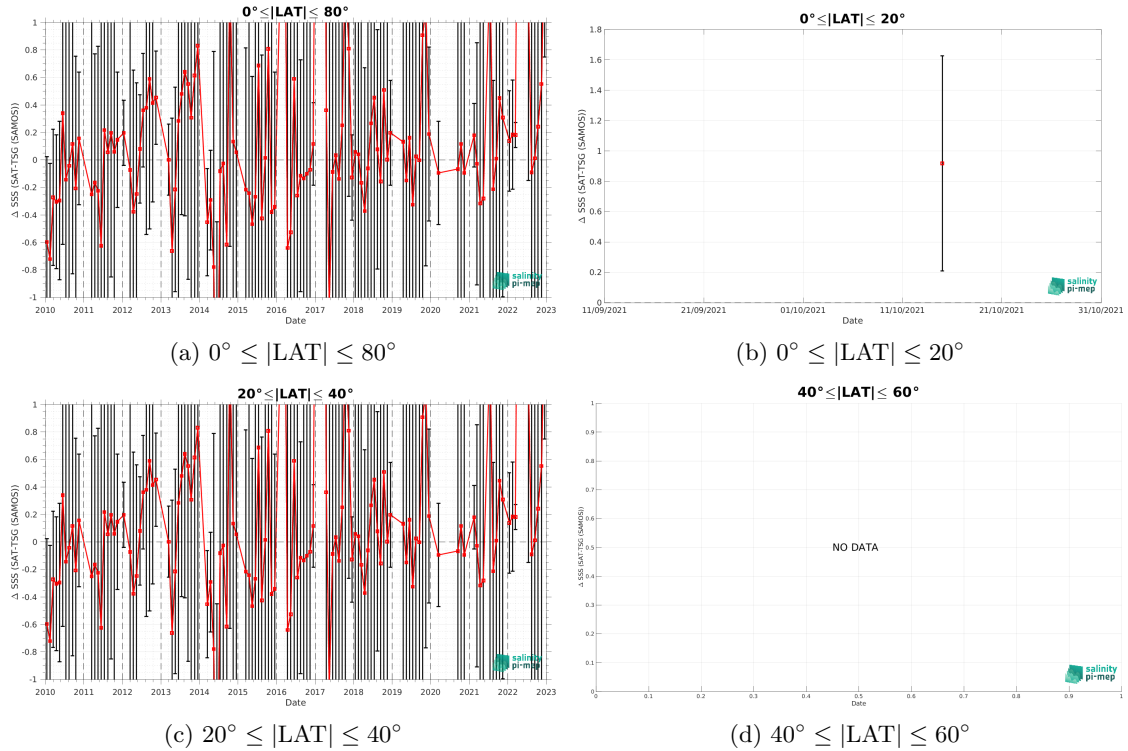 0°≤|LAT|≤ 80°
Δ SSS (SAT-TSG (SAMOS))
1
0.8
0.6
0.4
0.2
0
-0.2
-0.4
-0.6
-0.8
-1
2010 2011 2012 2013 2014 2015 2016 2017 2018 2019 2020 2021 2022 2023
Date
salinity
pi-mep
(a) 0° ≤ |LAT| ≤ 80°
0°≤|LAT|≤ 20°
Δ SSS (SAT-TSG (SAMOS))
1.8
1.6
1.4
1.2
1
0.8
0.6
0.4
0.2
0
11/09/2021 21/09/2021 01/10/2021 11/10/2021 21/10/2021 31/10/2021
Date
salinity
pi-mep
(b) 0° ≤ |LAT| ≤ 20°
20°≤|LAT|≤ 40°
Δ SSS (SAT-TSG (SAMOS))
1
0.8
0.6
0.4
0.2
0
-0.2
-0.4
-0.6
-0.8
-1
2010 2011 2012 2013 2014 2015 2016 2017 2018 2019 2020 2021 2022 2023
Date
salinity
pi-mep
(c) 20° ≤ |LAT| ≤ 40°
40°≤|LAT|≤ 60°
Δ SSS (SAT-TSG (SAMOS))
1
0.9
0.8
0.7
0.6
0.5
0.4
0.3
0.2
0.1
0
NO DATA
0 0.1 0.2 0.3 0.4 0.5 0.6 0.7 0.8 0.9 1
Date
salinity
pi-mep
(d) 40° ≤ |LAT| ≤ 60°